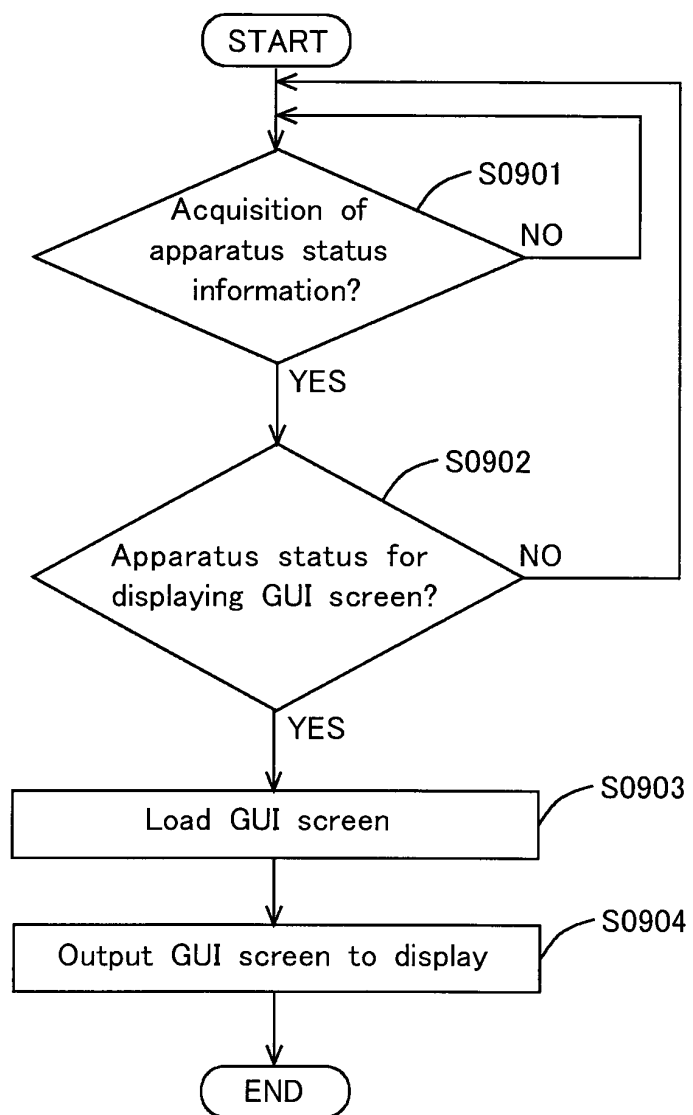 START
S0901
Acquisition of
apparatus status
information?
NO
YES
S0902
Apparatus status for
displaying GUI screen?
NO
YES
S0903
Load GUI screen
S0904
Output GUI screen to display
END